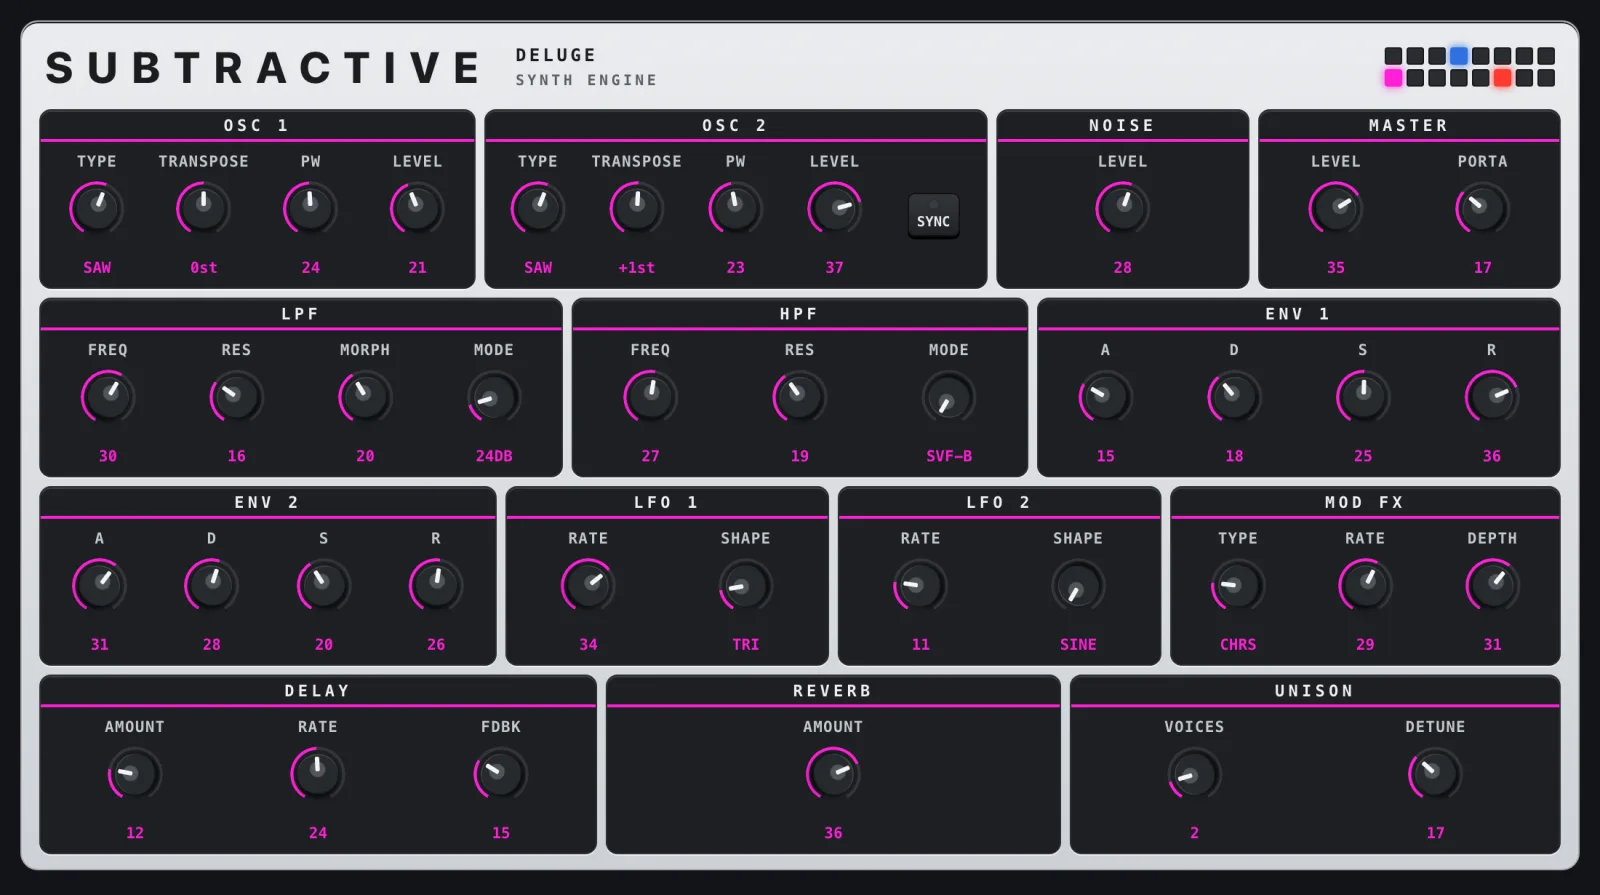 SUBTRACTIVE
DELUGE
SYNTH ENGINE
OSC 1
TYPE TRANSPOSE PW LEVEL
SAW 0st 24 21
OSC 2
TYPE TRANSPOSE PW LEVEL
SYNC
SAW +1st 23 37
NOISE
LEVEL
28
MASTER
LEVEL PORTA
35 17
LPF
FREQ RES MORPH MODE
30 16 20 24DB
HPF
FREQ RES MODE
27 19 SVF-B
ENV 1
A D S R
15 18 25 36
ENV 2
A D S R
31 28 20 26
LFO 1
RATE SHAPE
34 TRI
LFO 2
RATE SHAPE
11 SINE
MOD FX
TYPE RATE DEPTH
CHRS 29 31
DELAY
AMOUNT RATE FDBK
12 24 15
REVERB
AMOUNT
36
UNISON
VOICES DETUNE
2 17